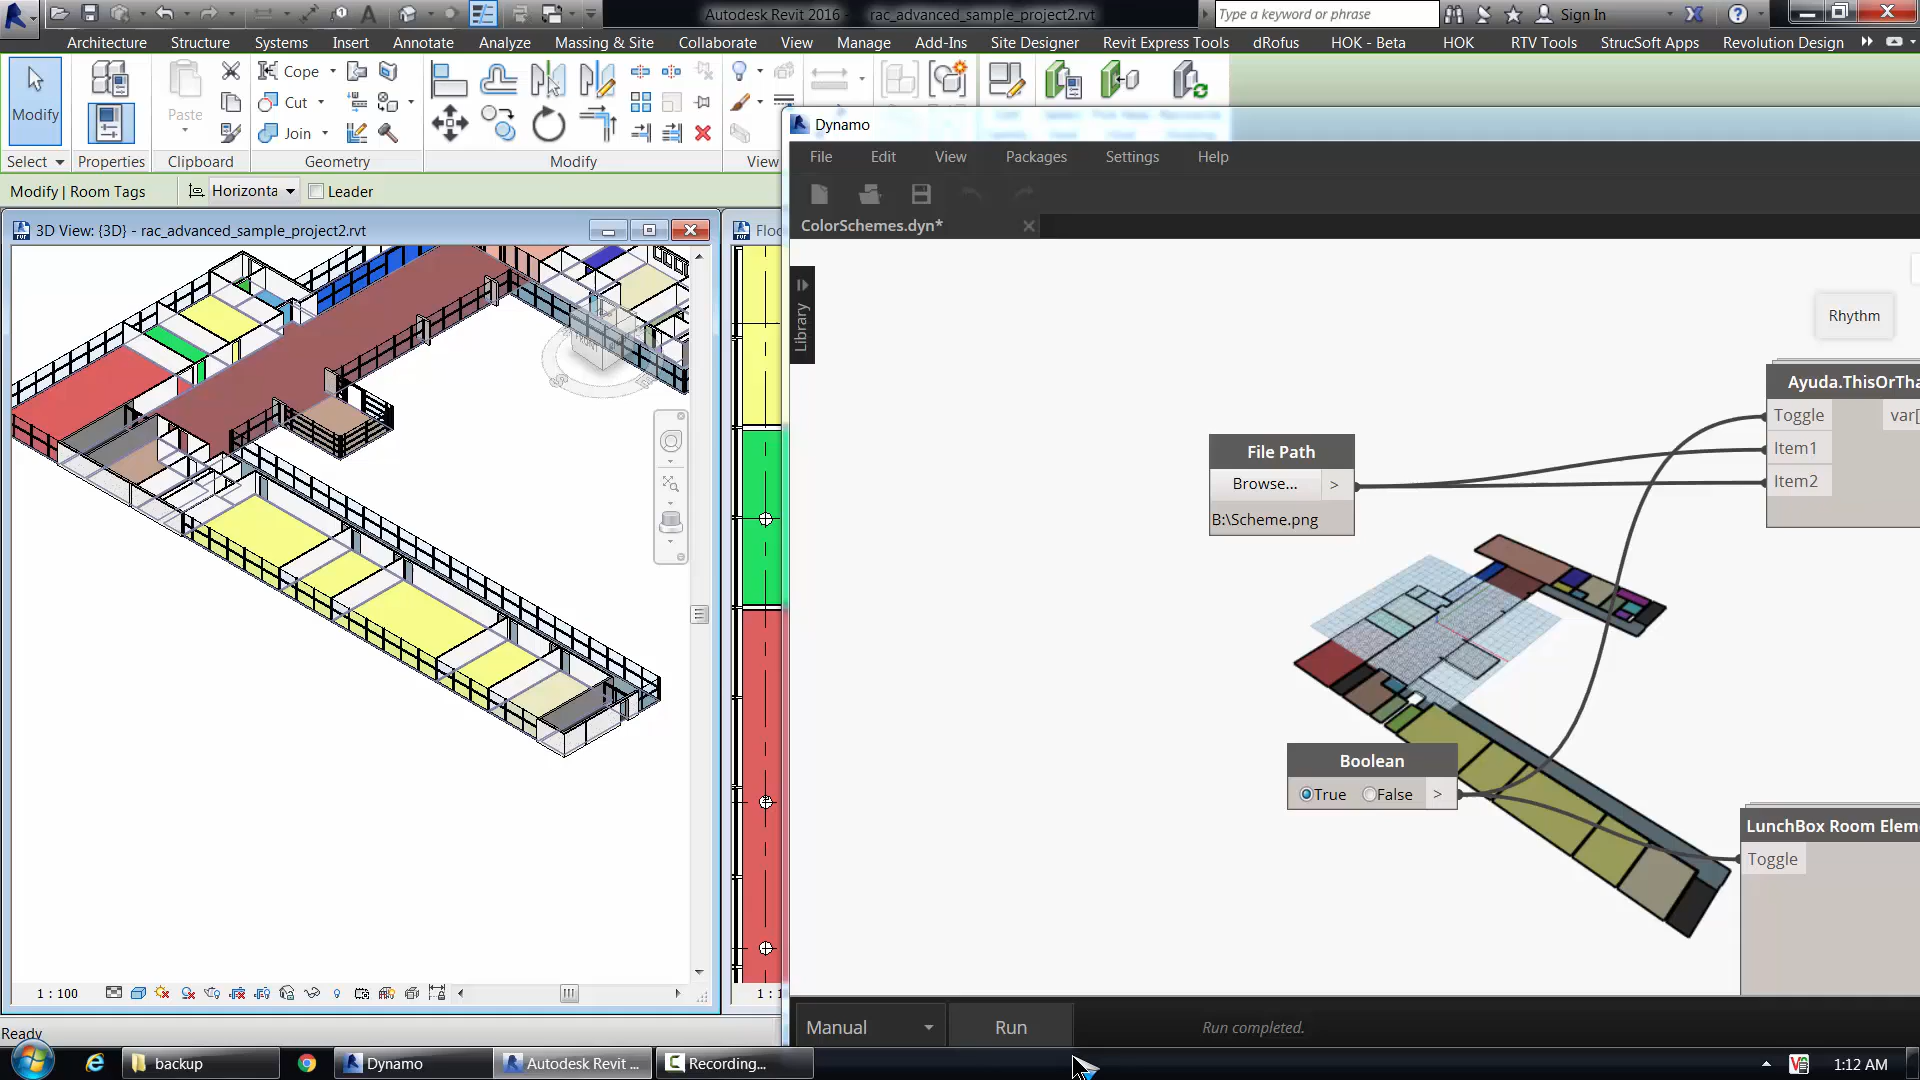 Autodesk Revit 2016 - rac_advanced_sample_project2.rvt
Type a keyword or phrase
Sign In
Architecture Structure Systems Insert Annotate Analyze Massing & Site Collaborate View Manage Add-Ins Site Designer Revit Express Tools dRofus HOK - Beta HOK RTV Tools StrucSoft Apps Revolution Design
Modify
Paste
Cope
Cut
Join
Select Properties Clipboard Geometry Modify View
Modify | Room Tags
Horizonta
Leader
3D View: {3D} - rac_advanced_sample_project2.rvt
Floo
FRONT
1 : 100
1 : 1
Ready
Dynamo
File Edit View Packages Settings Help
ColorSchemes.dyn*
Library
Rhythm
Ayuda.ThisOrTha
Toggle
var[
Item1
Item2
File Path
Browse...
>
B:\Scheme.png
Boolean
True False >
LunchBox Room Elem
Toggle
Manual
Run
Run completed.
backup
Dynamo
Autodesk Revit ...
Recording...
1:12 AM